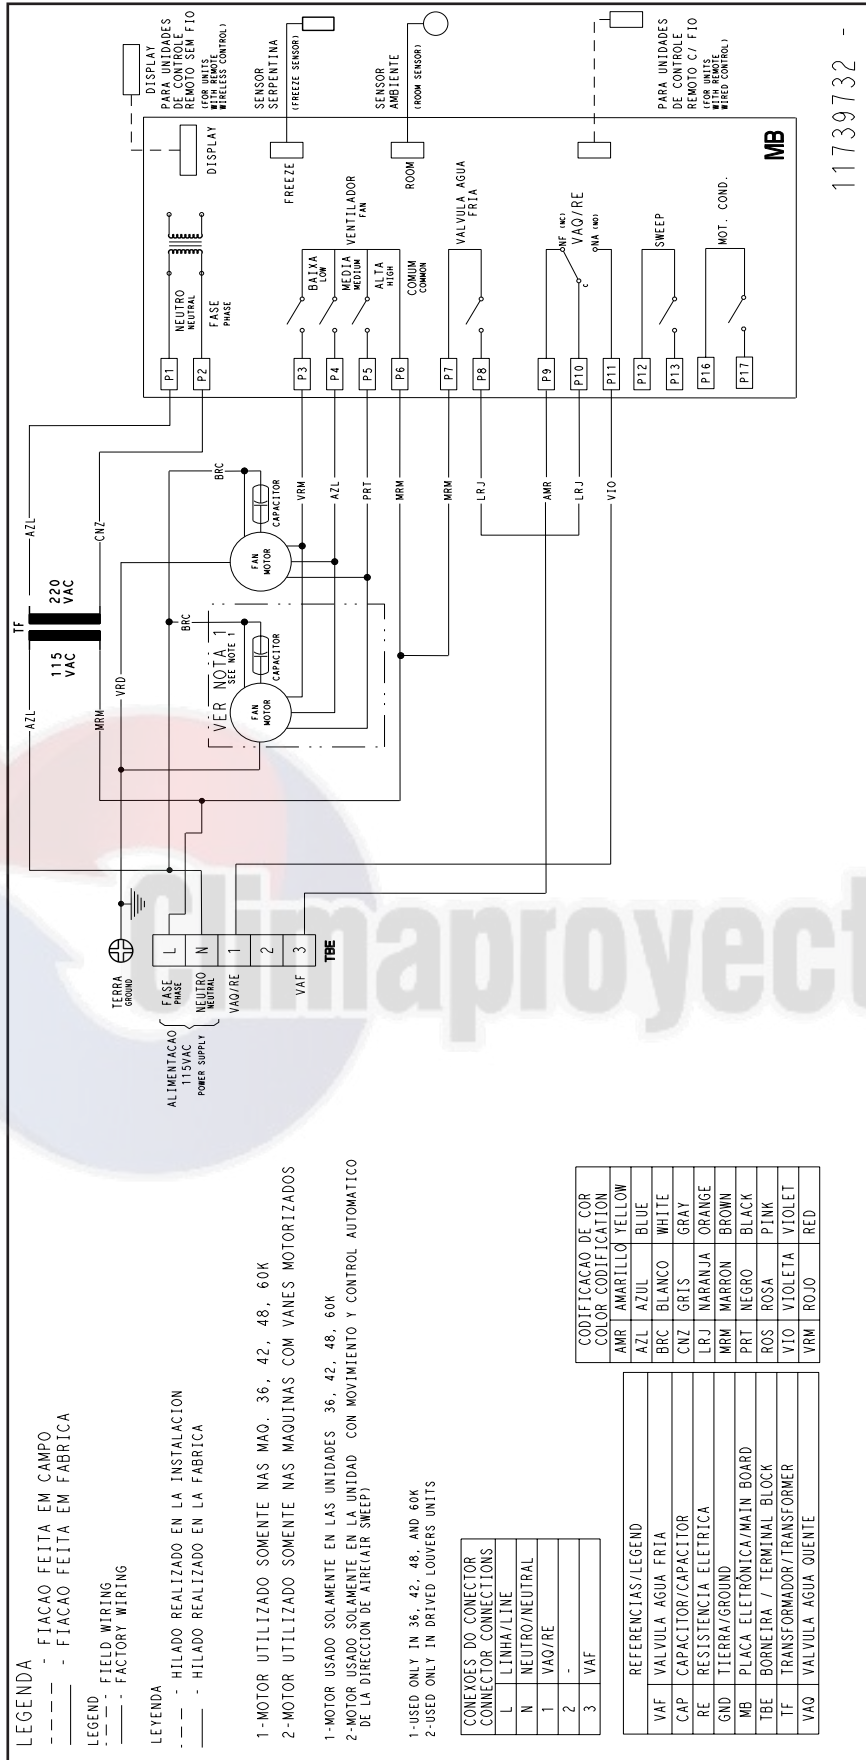 LEGENDA
- FIACAO FEITA EM CAMPO
- FIACAO FEITA EM FABRICA
LEGEND
- FIELD WIRING
- FACTORY WIRING
LEYENDA
- HILADO REALIZADO EN LA INSTALACION
- HILADO REALIZADO EN LA FABRICA
1-MOTOR UTILIZADO SOMENTE NAS MAQ. 36, 42, 48, 60K
2-MOTOR UTILIZADO SOMENTE NAS MAQUINAS COM VANES MOTORIZADOS
1-MOTOR USADO SOLAMENTE EN LAS UNIDADES 36, 42, 48, 60K
2-MOTOR USADO SOLAMENTE EN LA UNIDAD CON MOVIMIENTO Y CONTROL AUTOMATICO
DE LA DIRECCION DE AIRE(AIR SWEEP)
1-USED ONLY IN 36, 42, 48, AND 60K
2-USED ONLY IN DRIVED LOUVERS UNITS
CONEXOES DO CONECTOR
CONNECTOR CONNECTIONS
L LINHA/LINE
N NEUTRO/NEUTRAL
1 VAQ/RE
2 -
3 VAF
REFERENCIAS/LEGEND
VAF VALVULA AGUA FRIA
CAP CAPACITOR/CAPACITOR
RE RESISTENCIA ELETRICA
GND TIERRA/GROUND
MB PLACA ELETRÔNICA/MAIN BOARD
TBE BORNEIRA / TERMINAL BLOCK
TF TRANSFORMADOR/TRANSFORMER
VAQ VALVULA AGUA QUENTE
CODIFICACAO DE COR
COLOR CODIFICATION
AMR AMARILLO YELLOW
AZL AZUL BLUE
BRC BLANCO WHITE
CNZ GRIS GRAY
LRJ NARANJA ORANGE
MRM MARRON BROWN
PRT NEGRO BLACK
ROS ROSA PINK
VIO VIOLETA VIOLET
VRM ROJO RED
TERRA
GROUND
ALIMENTACAO
115VAC
POWER SUPPLY
FASE
PHASE
NEUTRO
NEUTRAL
VAQ/RE
VAF
L
N
1
2
3
TBE
AZL
MRM
VRD
115
VAC
TF
220
VAC
AZL
CNZ
VER NOTA 1
SEE NOTE 1
BRC
FAN
MOTOR
CAPACITOR
BRC
FAN
MOTOR
CAPACITOR
VRM
AZL
PRT
MRM
MRM
LRJ
AMR
LRJ
VIO
P1
P2
P3
P4
P5
P6
P7
P8
P9
P10
P11
P12
P13
P16
P17
NEUTRO
NEUTRAL
FASE
PHASE
BAIXA
LOW
MEDIA
MEDIUM
ALTA
HIGH
COMUM
COMMON
VENTILADOR
FAN
VALVULA AGUA
FRIA
NF (NC)
VAQ/RE
NA (NO)
C
SWEEP
MOT. COND.
DISPLAY
FREEZE
ROOM
MB
DISPLAY
PARA UNIDADES
DE CONTROLE
REMOTO SEM FIO
(FOR UNITS
WITH REMOTE
WIRELESS CONTROL)
SENSOR
SERPENTINA
(FREEZE SENSOR)
SENSOR
AMBIENTE
(ROOM SENSOR)
PARA UNIDADES
DE CONTROLE
REMOTO C/ FIO
(FOR UNITS
WITH REMOTE
WIRED CONTROL)
11739732 -
Climaproyect